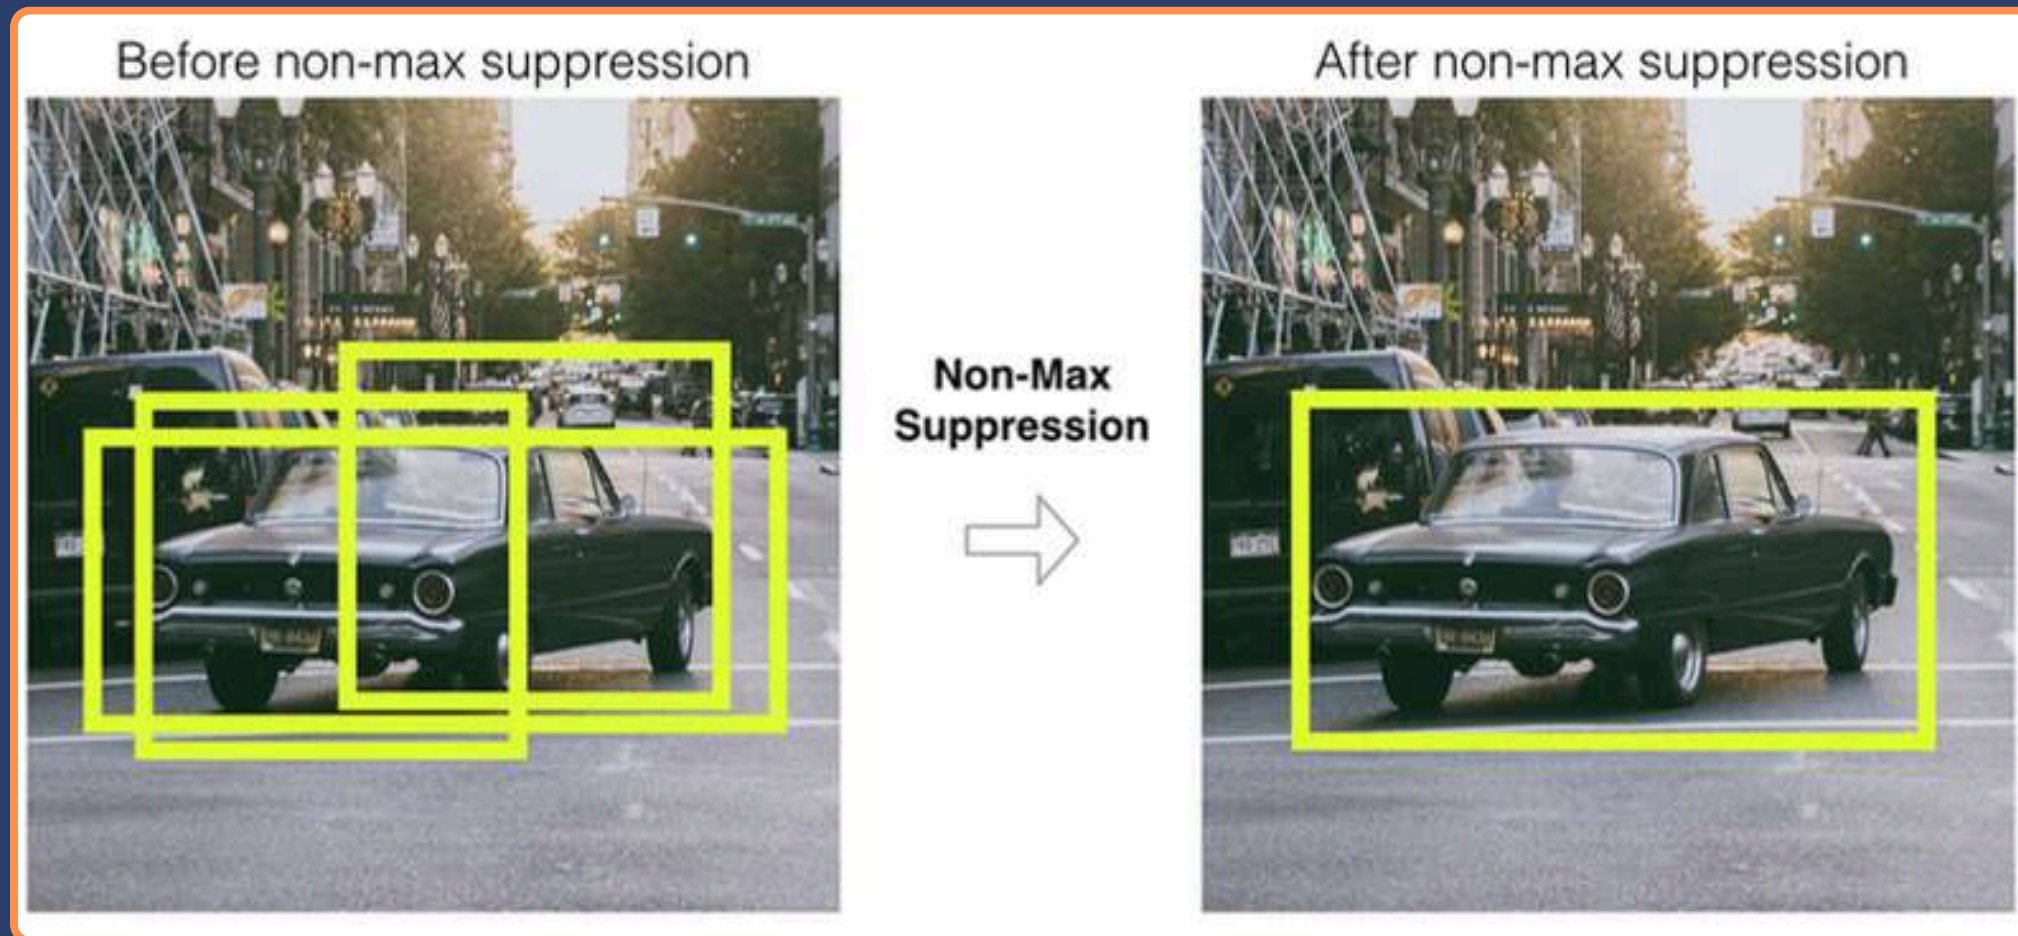 Before non-max suppression
After non-max suppression
Non-Max
Suppression